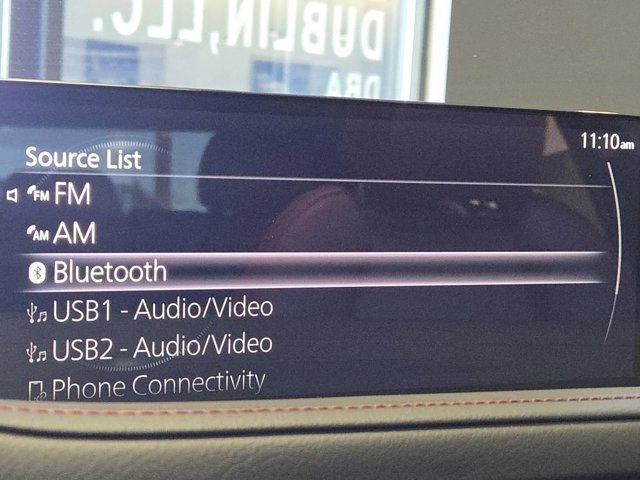 DUBLIN, LLC.
DBA
11:10am
Source List
FM FM
AM AM
Bluetooth
USB1 - Audio/Video
USB2 - Audio/Video
Phone Connectivity